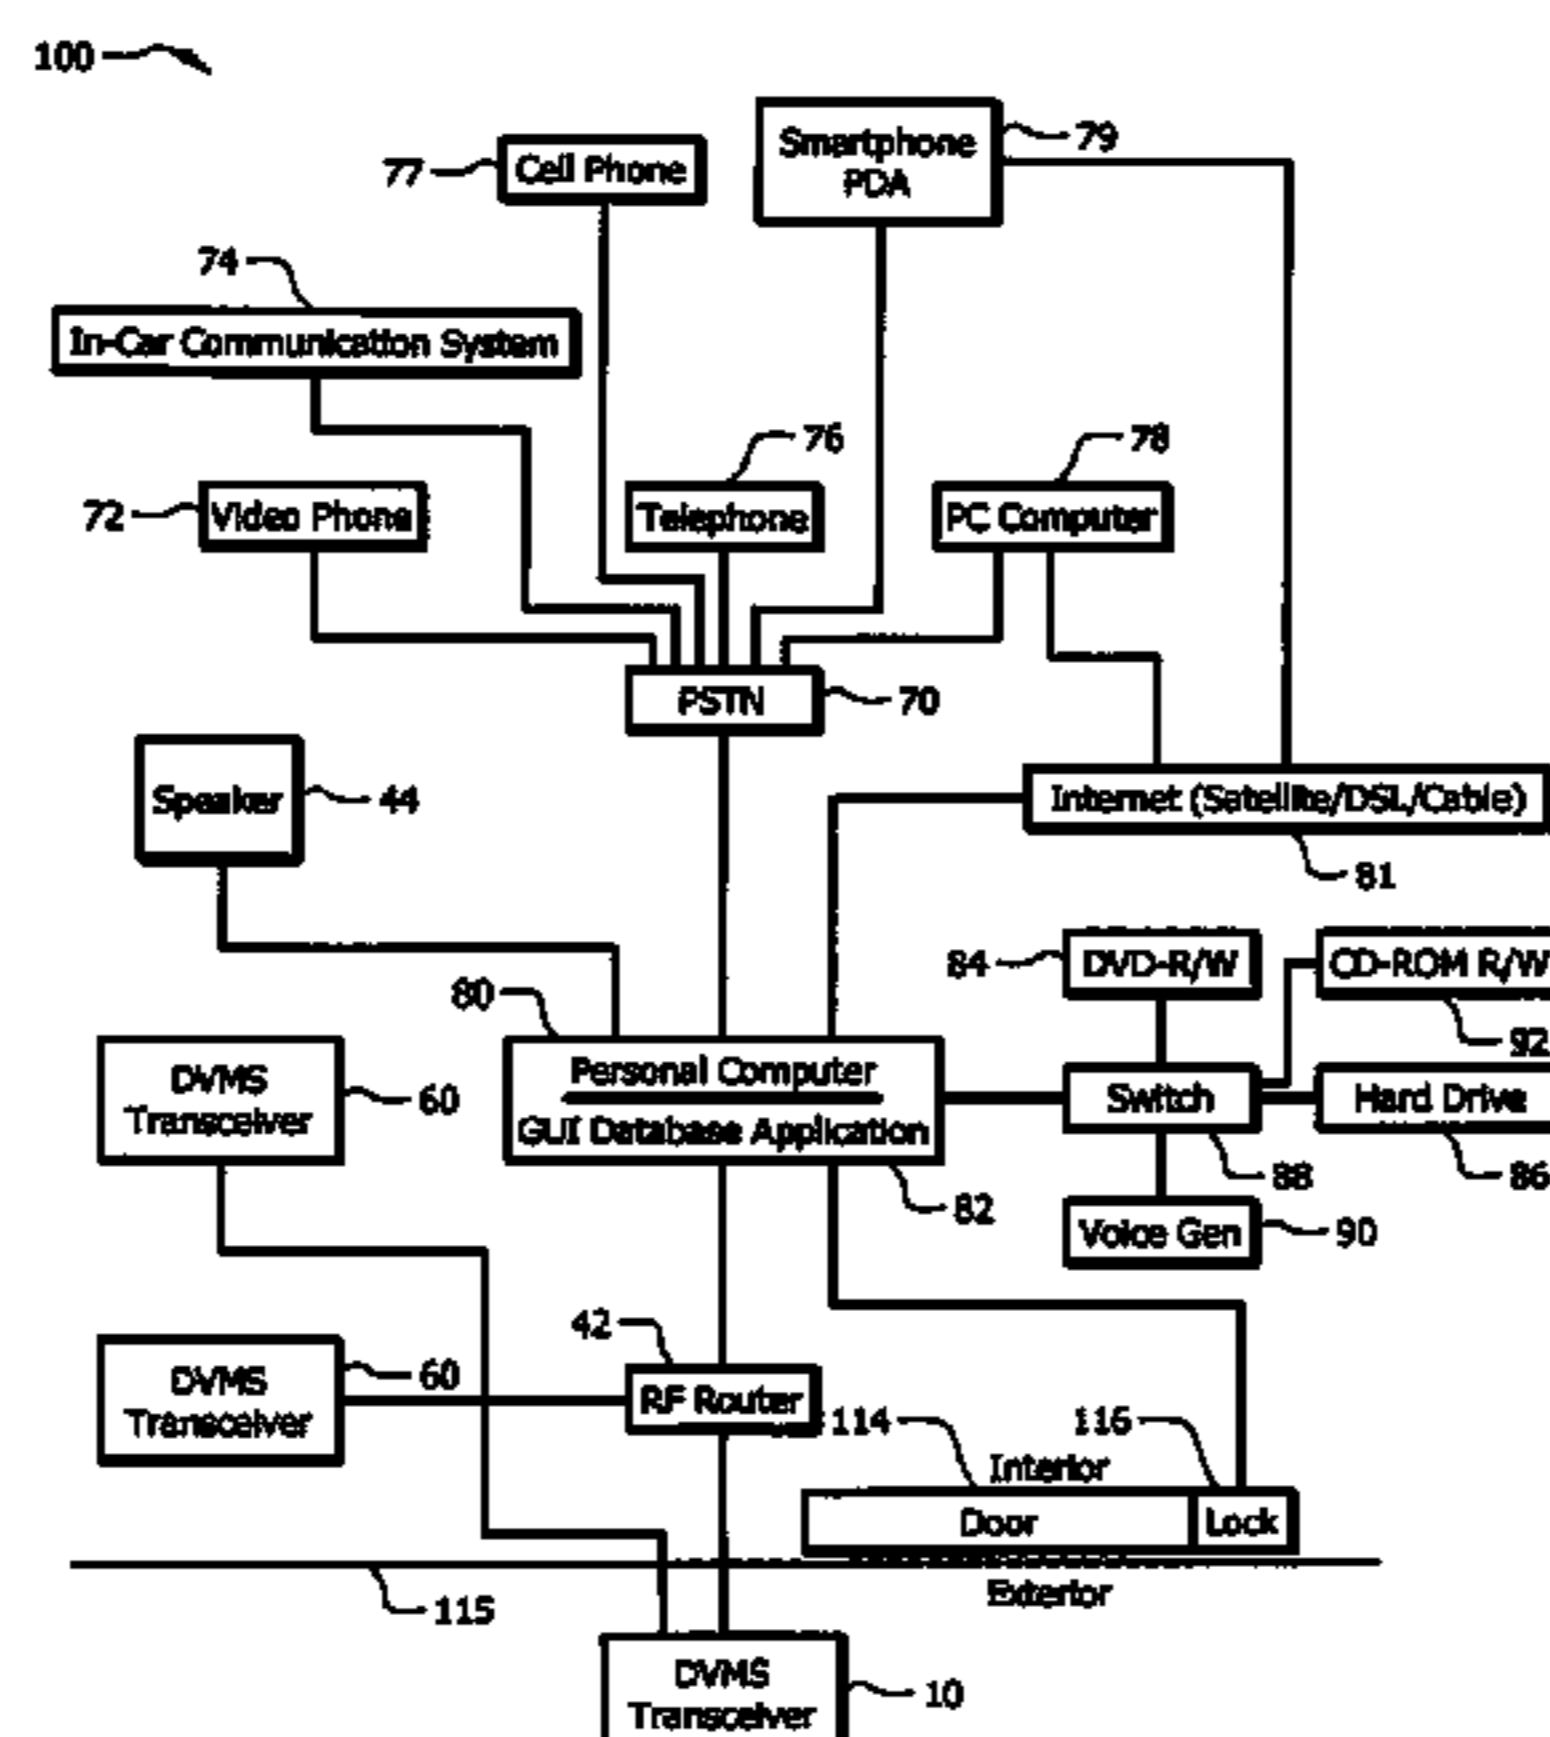 100
Smartphone
PDA
79
77
Cell Phone
74
In-Car Communication System
76
78
72
Video Phone
Telephone
PC Computer
PSTN
70
Speaker
44
Internet (Satellite/DSL/Cable)
81
84
DVD-R/W
CD-ROM R/W
80
92
DVMS
Transceiver
60
Personal Computer
GUI Database Application
Switch
Hard Drive
88
86
82
Voice Gen
90
42
DVMS
Transceiver
60
RF Router
114
116
Interior
Door
Lock
Exterior
115
DVMS
Transceiver
10